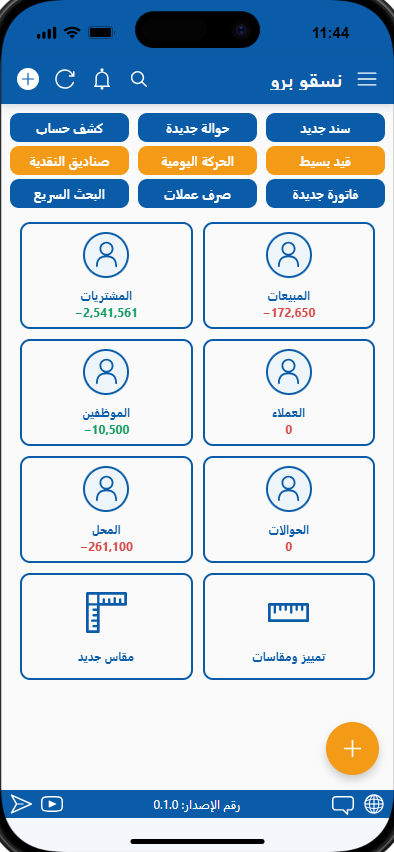 11:44
نسقو برو
سند جديد
حوالة جديدة
كشف حساب
قيد بسيط
الحركة اليومية
صناديق النقدية
فاتورة جديدة
صرف عملات
البحث السريع
المبيعات
−172,650
المشتريات
−2,541,561
العملاء
0
الموظفين
−10,500
الحوالات
0
المحل
−261,100
تمييز ومقاسات
مقاس جديد
رقم الإصدار: 0.1.0